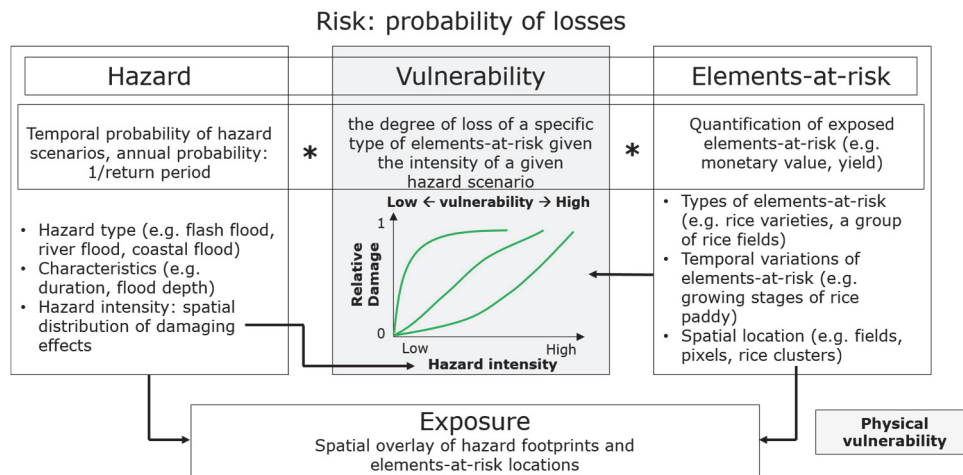 Risk: probability of losses
Hazard
Vulnerability
Elements-at-risk
Temporal probability of hazard
scenarios, annual probability:
1/return period
*
the degree of loss of a specific
type of elements-at-risk given
the intensity of a given
hazard scenario
*
Quantification of exposed
elements-at-risk (e.g.
monetary value, yield)
• Hazard type (e.g. flash flood,
river flood, coastal flood)
• Characteristics (e.g.
duration, flood depth)
• Hazard intensity: spatial
distribution of damaging
effects
Low ← vulnerability → High
1
Relative
Damage
0
Low
High
Hazard intensity
• Types of elements-at-risk
(e.g. rice varieties, a group
of rice fields)
• Temporal variations of
elements-at-risk (e.g.
growing stages of rice
paddy)
• Spatial location (e.g. fields,
pixels, rice clusters)
Exposure
Spatial overlay of hazard footprints and
elements-at-risk locations
Physical
vulnerability